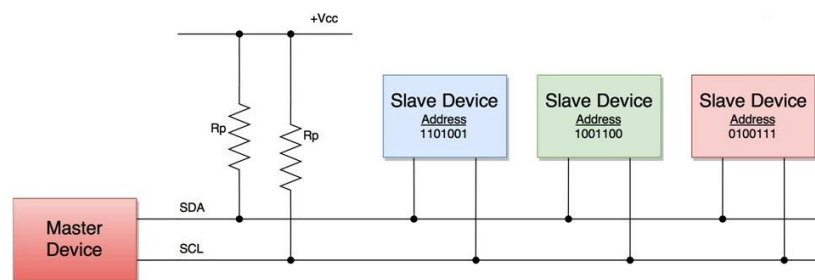 +Vcc
Slave Device
Address
1101001
Slave Device
Address
1001100
Slave Device
Address
0100111
Rp
Rp
Master
Device
SDA
SCL